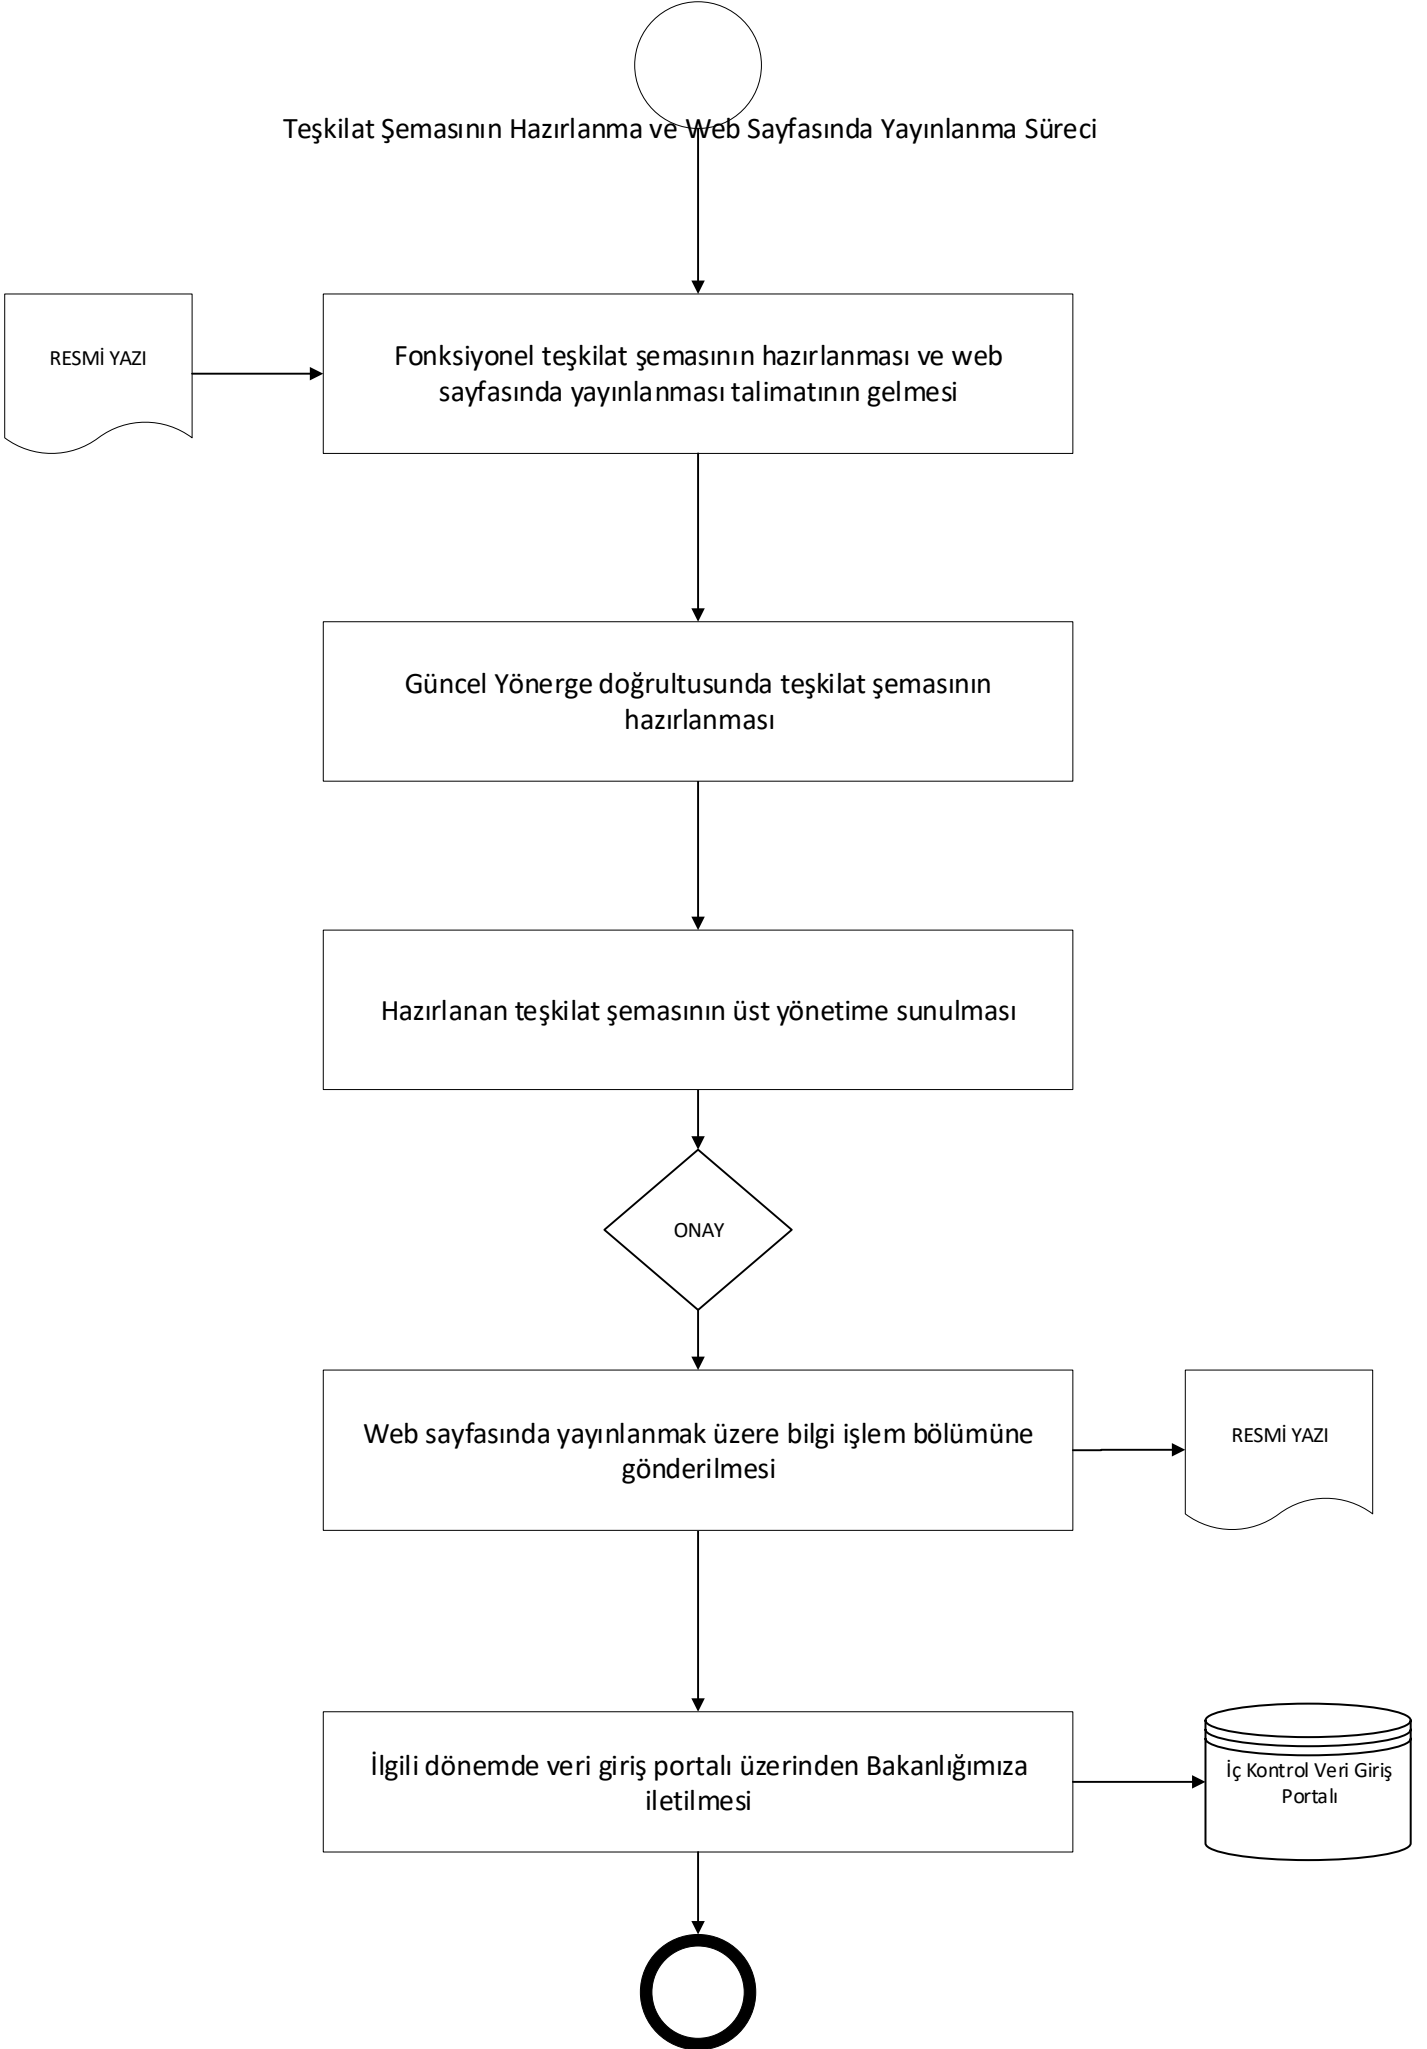 Teşkilat Şemasının Hazırlanma ve Web Sayfasında Yayınlanma Süreci
RESMİ YAZI
Fonksiyonel teşkilat şemasının hazırlanması ve web
sayfasında yayınlanması talimatının gelmesi
Güncel Yönerge doğrultusunda teşkilat şemasının
hazırlanması
Hazırlanan teşkilat şemasının üst yönetime sunulması
ONAY
Web sayfasında yayınlanmak üzere bilgi işlem bölümüne
gönderilmesi
RESMİ YAZI
İlgili dönemde veri giriş portalı üzerinden Bakanlığımıza
iletilmesi
İç Kontrol Veri Giriş
Portalı